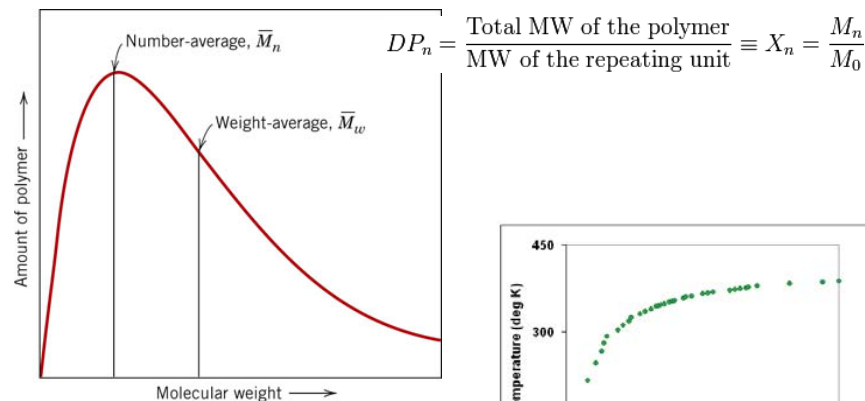 Number-average, M̅n
DPn = Total MW of the polymer / MW of the repeating unit ≡ Xn = Mn / M0
Weight-average, M̅w
Amount of polymer
Molecular weight
450
300
(deg K)